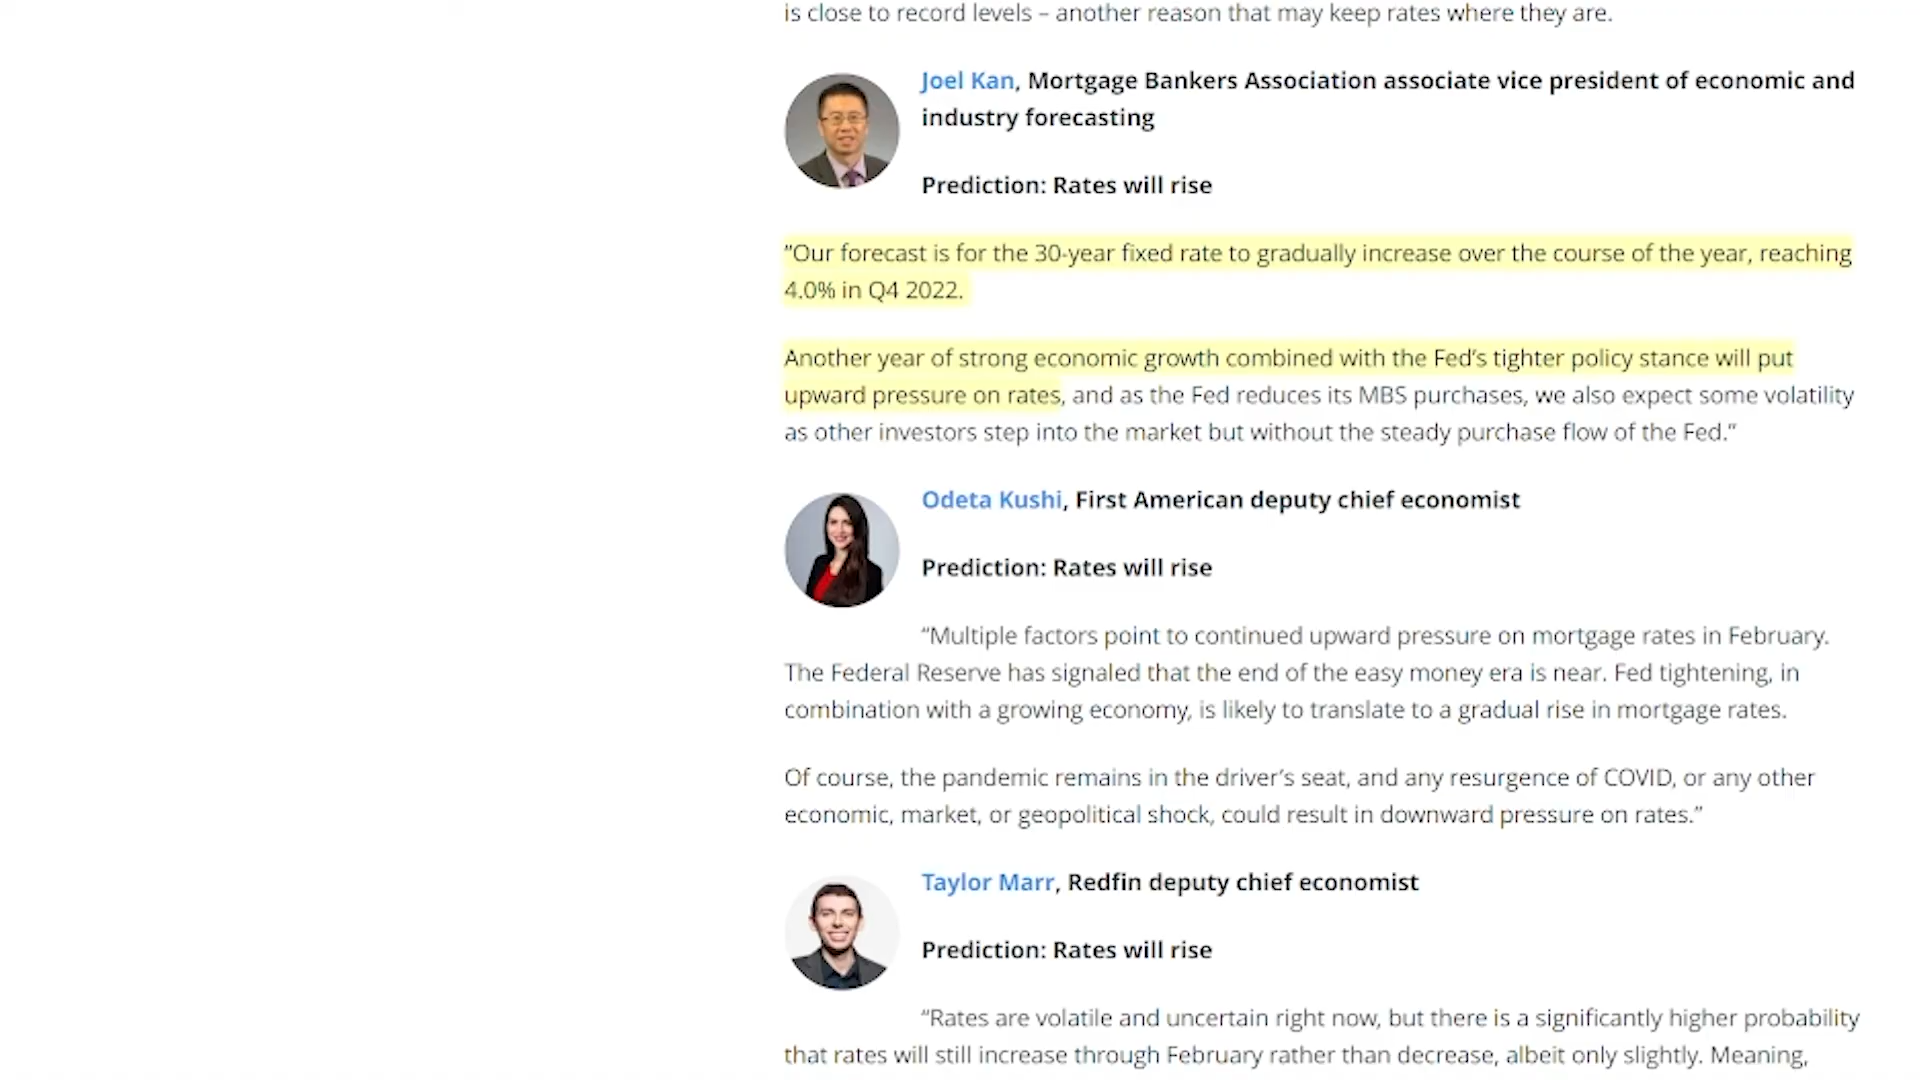 is close to record levels – another reason that may keep rates where they are.
Joel Kan, Mortgage Bankers Association associate vice president of economic and
industry forecasting
Prediction: Rates will rise
“Our forecast is for the 30-year fixed rate to gradually increase over the course of the year, reaching
4.0% in Q4 2022.
Another year of strong economic growth combined with the Fed’s tighter policy stance will put
upward pressure on rates, and as the Fed reduces its MBS purchases, we also expect some volatility
as other investors step into the market but without the steady purchase flow of the Fed.”
Odeta Kushi, First American deputy chief economist
Prediction: Rates will rise
“Multiple factors point to continued upward pressure on mortgage rates in February.
The Federal Reserve has signaled that the end of the easy money era is near. Fed tightening, in
combination with a growing economy, is likely to translate to a gradual rise in mortgage rates.
Of course, the pandemic remains in the driver’s seat, and any resurgence of COVID, or any other
economic, market, or geopolitical shock, could result in downward pressure on rates.”
Taylor Marr, Redfin deputy chief economist
Prediction: Rates will rise
“Rates are volatile and uncertain right now, but there is a significantly higher probability
that rates will still increase through February rather than decrease, albeit only slightly. Meaning,